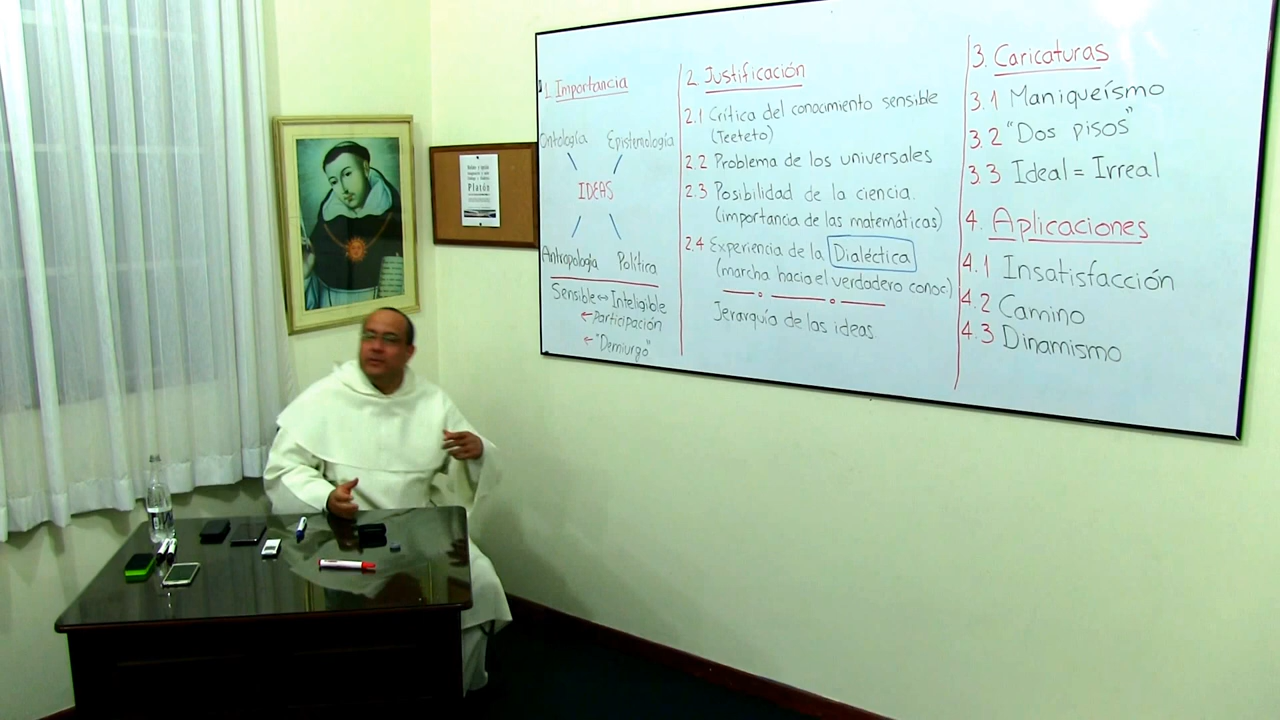 1. Importancia
Ontología Epistemología
IDEAS
Antropología Política
Sensible ↔ Inteligible
← Participación
← "Demiurgo"
2. Justificación
2.1 Crítica del conocimiento sensible
(Teeteto)
2.2 Problema de los universales
2.3 Posibilidad de la ciencia
(importancia de las matemáticas)
2.4 Experiencia de la Dialéctica
(marcha hacia el verdadero conoc)
Jerarquía de las ideas.
3. Caricaturas
3.1 Maniqueísmo
3.2 "Dos pisos"
3.3 Ideal = Irreal
4. Aplicaciones
4.1 Insatisfacción
4.2 Camino
4.3 Dinamismo
Platón